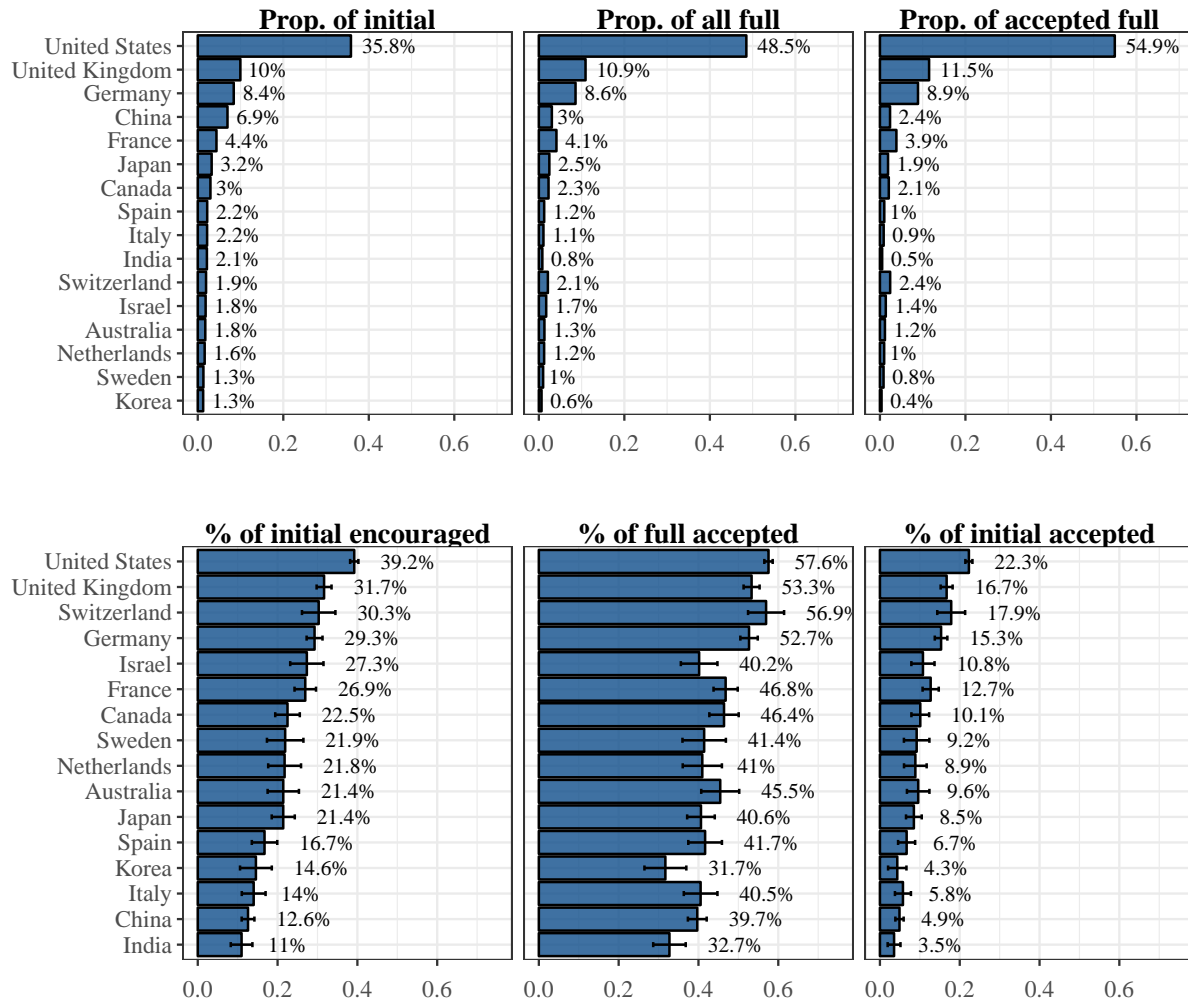 Prop. of initial Prop. of all full Prop. of accepted full
United States 35.8% 48.5% 54.9%
United Kingdom 10% 10.9% 11.5%
Germany 8.4% 8.6% 8.9%
China 6.9% 3% 2.4%
France 4.4% 4.1% 3.9%
Japan 3.2% 2.5% 1.9%
Canada 3% 2.3% 2.1%
Spain 2.2% 1.2% 1%
Italy 2.2% 1.1% 0.9%
India 2.1% 0.8% 0.5%
Switzerland 1.9% 2.1% 2.4%
Israel 1.8% 1.7% 1.4%
Australia 1.8% 1.3% 1.2%
Netherlands 1.6% 1.2% 1%
Sweden 1.3% 1% 0.8%
Korea 1.3% 0.6% 0.4%
0.0 0.2 0.4 0.6 0.0 0.2 0.4 0.6 0.0 0.2 0.4 0.6
% of initial encouraged % of full accepted % of initial accepted
United States 39.2% 57.6% 22.3%
United Kingdom 31.7% 53.3% 16.7%
Switzerland 30.3% 56.9% 17.9%
Germany 29.3% 52.7% 15.3%
Israel 27.3% 40.2% 10.8%
France 26.9% 46.8% 12.7%
Canada 22.5% 46.4% 10.1%
Sweden 21.9% 41.4% 9.2%
Netherlands 21.8% 41% 8.9%
Australia 21.4% 45.5% 9.6%
Japan 21.4% 40.6% 8.5%
Spain 16.7% 41.7% 6.7%
Korea 14.6% 31.7% 4.3%
Italy 14% 40.5% 5.8%
China 12.6% 39.7% 4.9%
India 11% 32.7% 3.5%
0.0 0.2 0.4 0.6 0.0 0.2 0.4 0.6 0.0 0.2 0.4 0.6